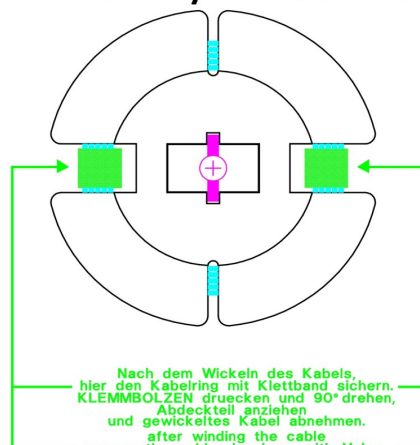 Nach dem Wickeln des Kabels,
hier den Kabelring mit Klettband sichern.
KLEMMBOLZEN druecken und 90° drehen,
Abdeckteil anziehen
und gewickeltes Kabel abnehmen.
after winding the cable